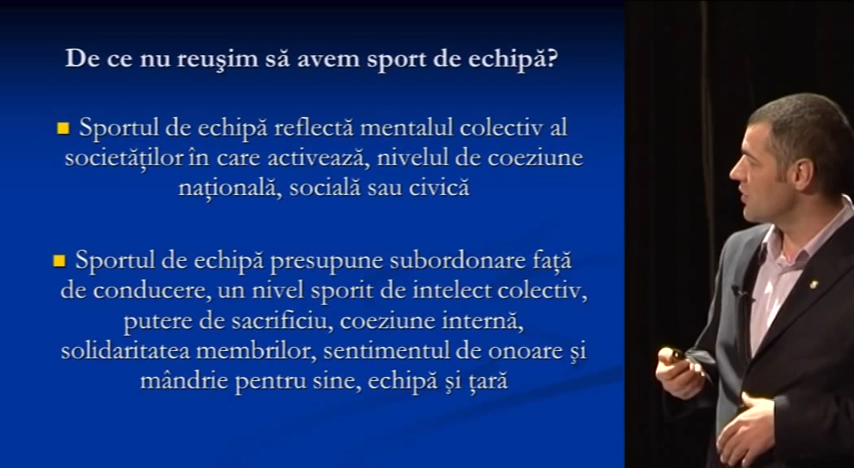 De ce nu reuşim să avem sport de echipă?
Sportul de echipă reflectă mentalul colectiv al
societăţilor în care activează, nivelul de coeziune
naţională, socială sau civică
Sportul de echipă presupune subordonare faţă
de conducere, un nivel sporit de intelect colectiv,
putere de sacrificiu, coeziune internă,
solidaritatea membrilor, sentimentul de onoare şi
mândrie pentru sine, echipă şi ţară